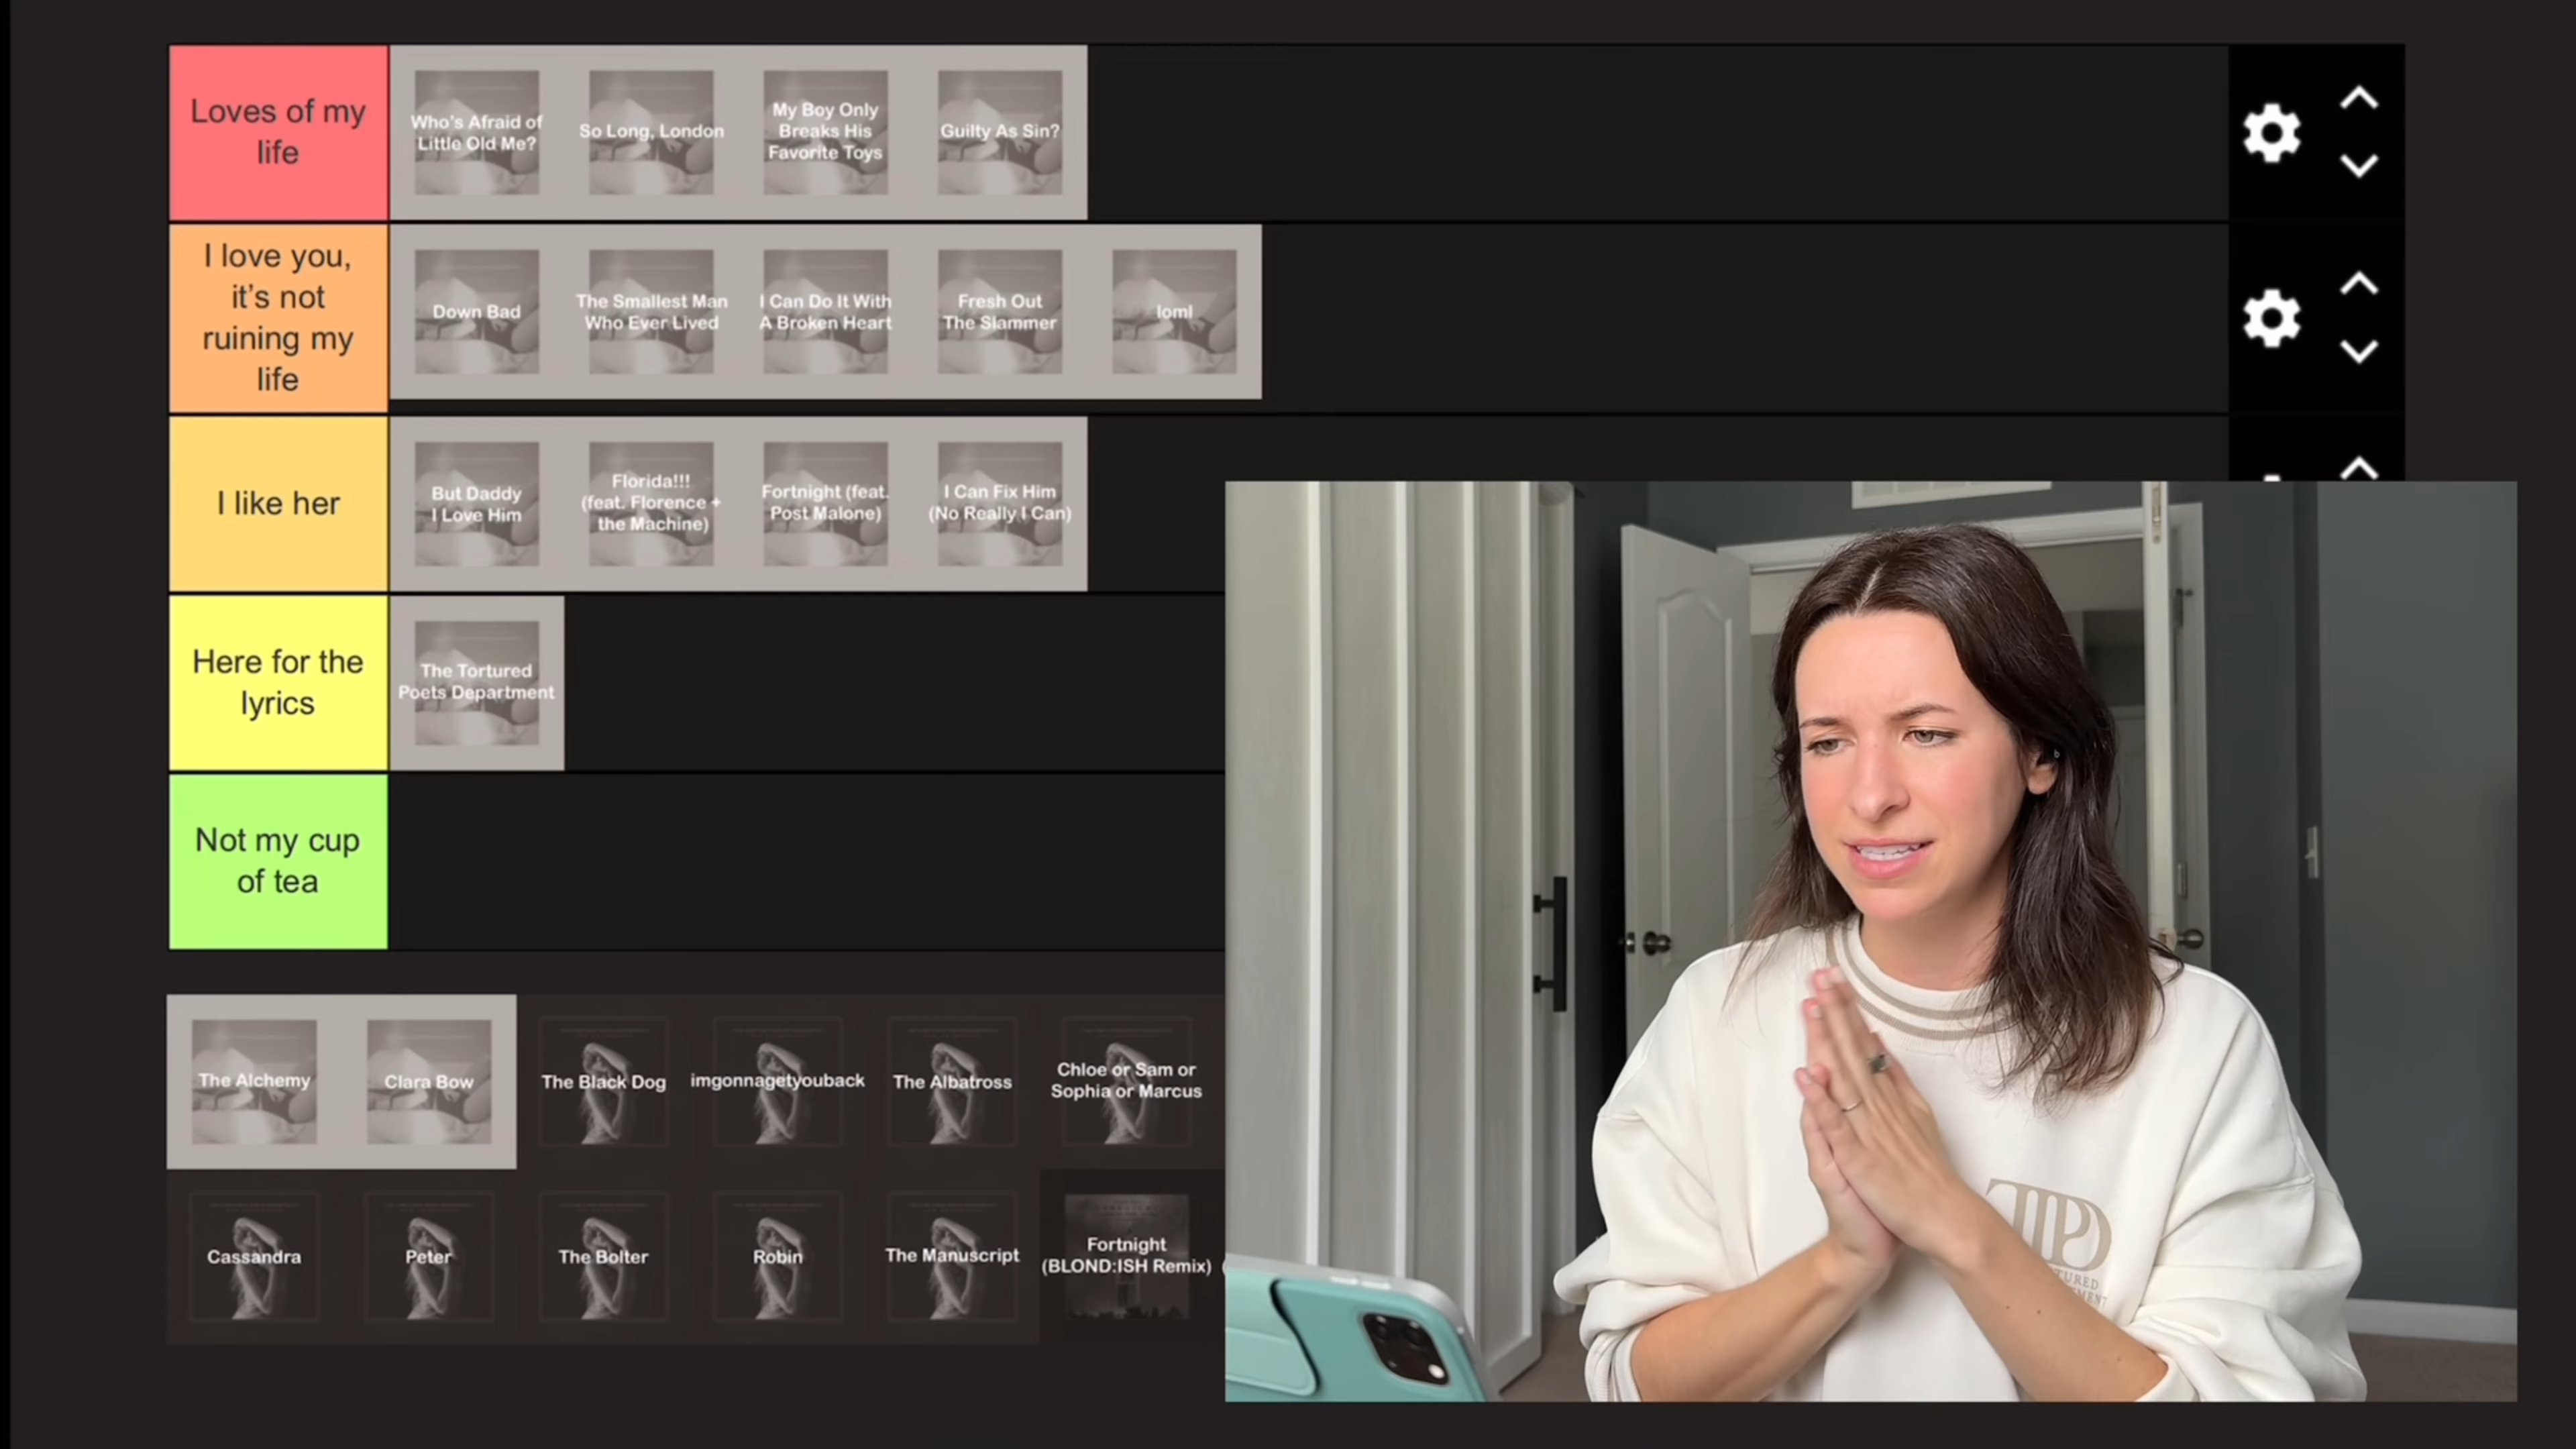 Loves of my
life
Who's Afraid of
Little Old Me?
So Long, London
My Boy Only
Breaks His
Favorite Toys
Guilty As Sin?
I love you,
it's not
ruining my
life
Down Bad
The Smallest Man
Who Ever Lived
I Can Do It With
A Broken Heart
Fresh Out
The Slammer
loml
I like her
But Daddy
I Love Him
Florida!!!
(feat. Florence +
the Machine)
Fortnight (feat.
Post Malone)
I Can Fix Him
(No Really I Can)
Here for the
lyrics
The Tortured
Poets Department
Not my cup
of tea
The Alchemy
Clara Bow
The Black Dog
imgonnagetyouback
The Albatross
Chloe or Sam or
Sophia or Marcus
Cassandra
Peter
The Bolter
Robin
The Manuscript
Fortnight
(BLOND:ISH Remix)
TTPD